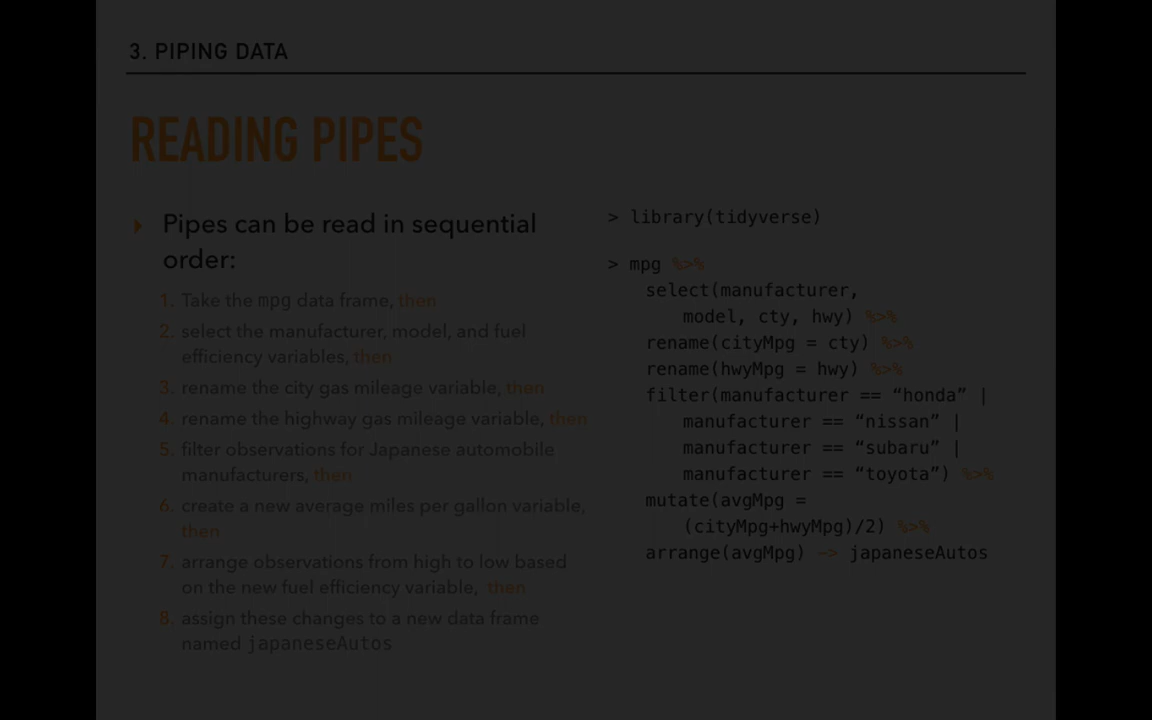 3. PIPING DATA
READING PIPES
Pipes can be read in sequential
order:
1. Take the mpg data frame, then
2. select the manufacturer, model, and fuel
efficiency variables, then
3. rename the city gas mileage variable, then
4. rename the highway gas mileage variable, then
5. filter observations for Japanese automobile
manufacturers, then
6. create a new average miles per gallon variable,
then
7. arrange observations from high to low based
on the new fuel efficiency variable, then
8. assign these changes to a new data frame
named japaneseAutos
> library(tidyverse)
> mpg %>%
select(manufacturer,
model, cty, hwy) %>%
rename(cityMpg = cty) %>%
rename(hwyMpg = hwy) %>%
filter(manufacturer == “honda” |
manufacturer == “nissan” |
manufacturer == “subaru” |
manufacturer == “toyota”) %>%
mutate(avgMpg =
(cityMpg+hwyMpg)/2) %>%
arrange(avgMpg) -> japaneseAutos